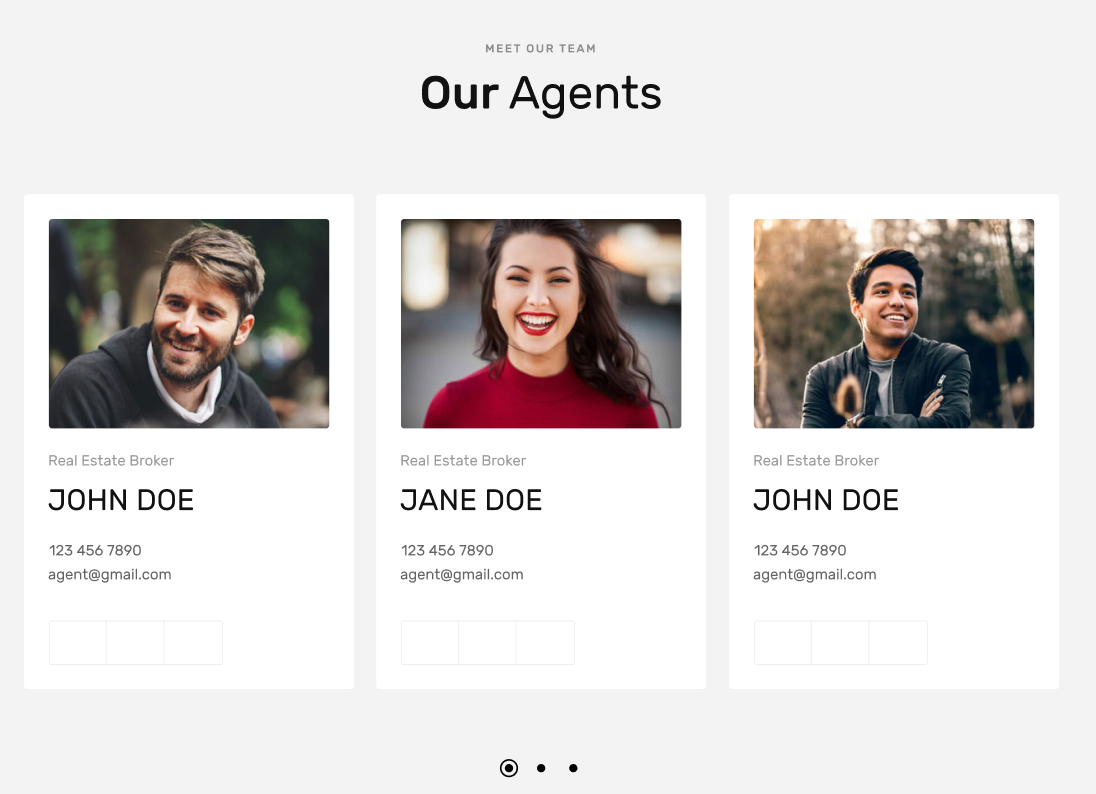 MEET OUR TEAM
Our Agents
Real Estate Broker
JOHN DOE
123 456 7890
agent@gmail.com
Real Estate Broker
JANE DOE
123 456 7890
agent@gmail.com
Real Estate Broker
JOHN DOE
123 456 7890
agent@gmail.com